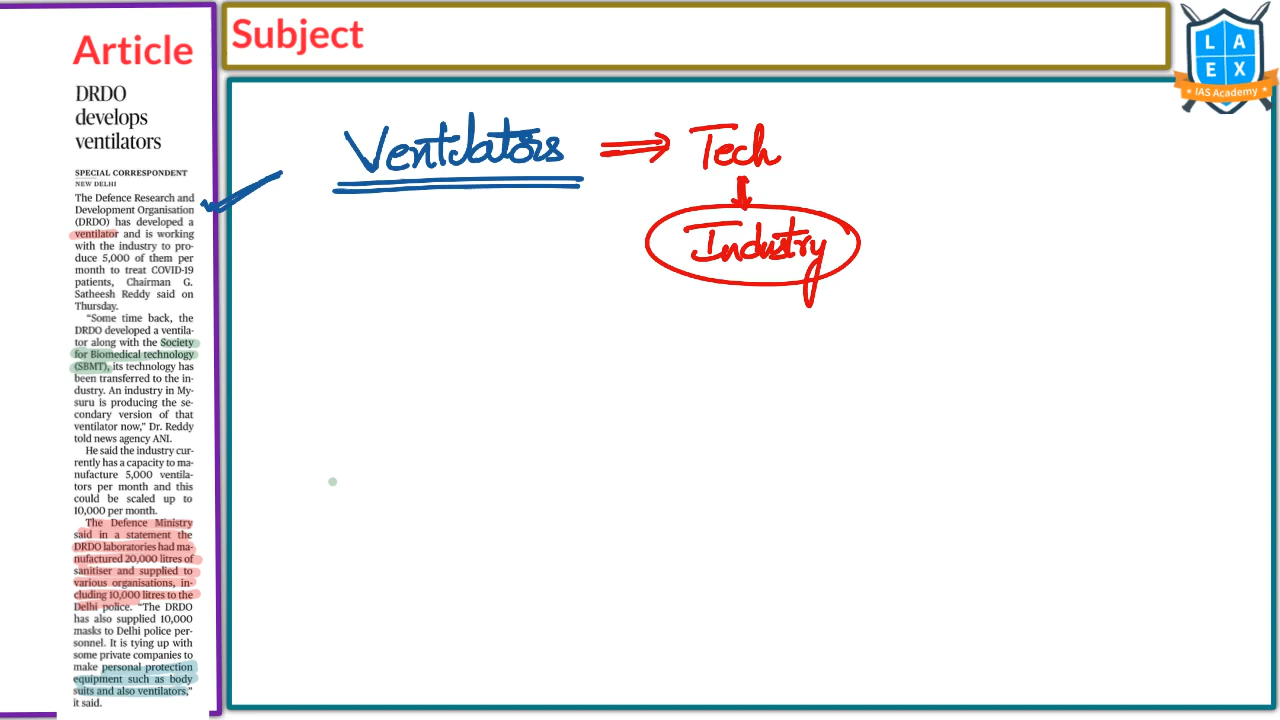 Article
DRDO
develops
ventilators
SPECIAL CORRESPONDENT
NEW DELHI
The Defence Research and
Development Organisation
(DRDO) has developed a
ventilator and is working
with the industry to pro-
duce 5,000 of them per
month to treat COVID-19
patients, Chairman G.
Satheesh Reddy said on
Thursday.
“Some time back, the
DRDO developed a ventila-
tor along with the Society
for Biomedical technology
(SBMT), its technology has
been transferred to the in-
dustry. An industry in My-
suru is producing the se-
condary version of that
ventilator now,” Dr. Reddy
told news agency ANI.
He said the industry cur-
rently has a capacity to ma-
nufacture 5,000 ventila-
tors per month and this
could be scaled up to
10,000 per month.
The Defence Ministry
said in a statement the
DRDO laboratories had ma-
nufactured 20,000 litres of
sanitiser and supplied to
various organisations, in-
cluding 10,000 litres to the
Delhi police. “The DRDO
has also supplied 10,000
masks to Delhi police per-
sonnel. It is tying up with
some private companies to
make personal protection
equipment such as body
suits and also ventilators,”
it said.
Subject
Ventilators ⇒ Tech
Industry
L A
E X
IAS Academy